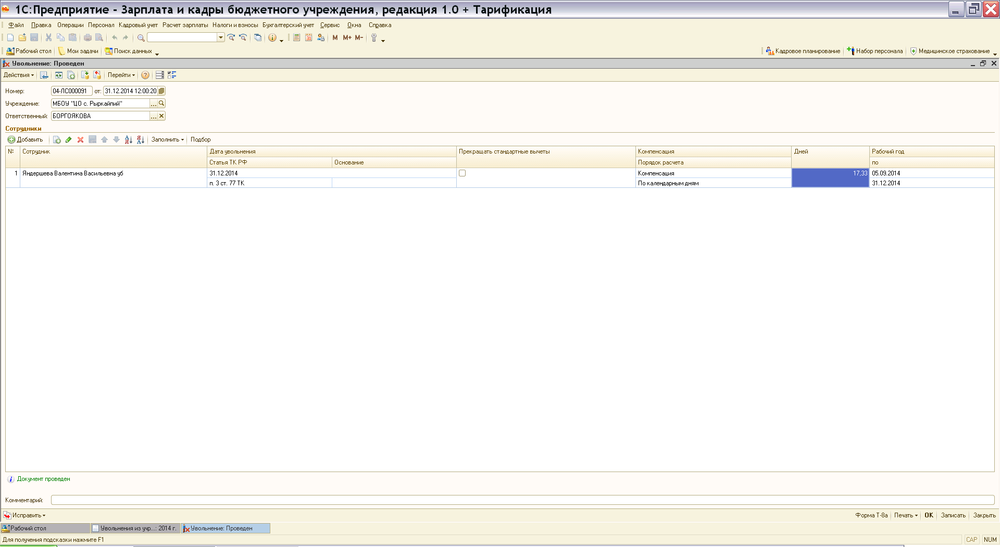 1С:Предприятие - Зарплата и кадры бюджетного учреждения, редакция 1.0 + Тарификация
Файл Правка Операции Персонал Кадровый учет Расчет зарплаты Налоги и взносы Бухгалтерский учет Сервис Окна Справка
M M+ M-
Рабочий стол Мои задачи Поиск данных Кадровое планирование Набор персонала Медицинское страхование
Увольнение: Проведен
Действия Перейти
Номер: 04-ЛС000091 от: 31.12.2014 12:00:20
Учреждение: МБОУ "ЦО с. Рыркайпий"
Ответственный: БОРГОЯКОВА
Сотрудники
Добавить Заполнить Подбор
№ Сотрудник Дата увольнения Прекращать стандартные вычеты Компенсация Дней Рабочий год
Статья ТК РФ Основание Порядок расчета по
1 Яндершева Валентина Васильевна уб 31.12.2014 Компенсация 17,33 05.09.2014
п. 3 ст. 77 ТК По календарным дням 31.12.2014
Документ проведен
Комментарий:
Исправить Форма Т-8а Печать OK Записать Закрыть
Рабочий стол Увольнения из учр...: 2014 г. Увольнение: Проведен
Для получения подсказки нажмите F1 CAP NUM